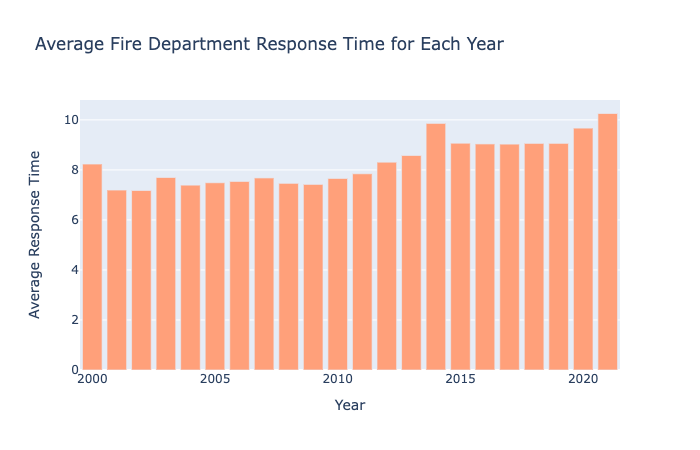 Average Fire Department Response Time for Each Year
10
8
6
4
2
0
Average Response Time
2000 2005 2010 2015 2020
Year